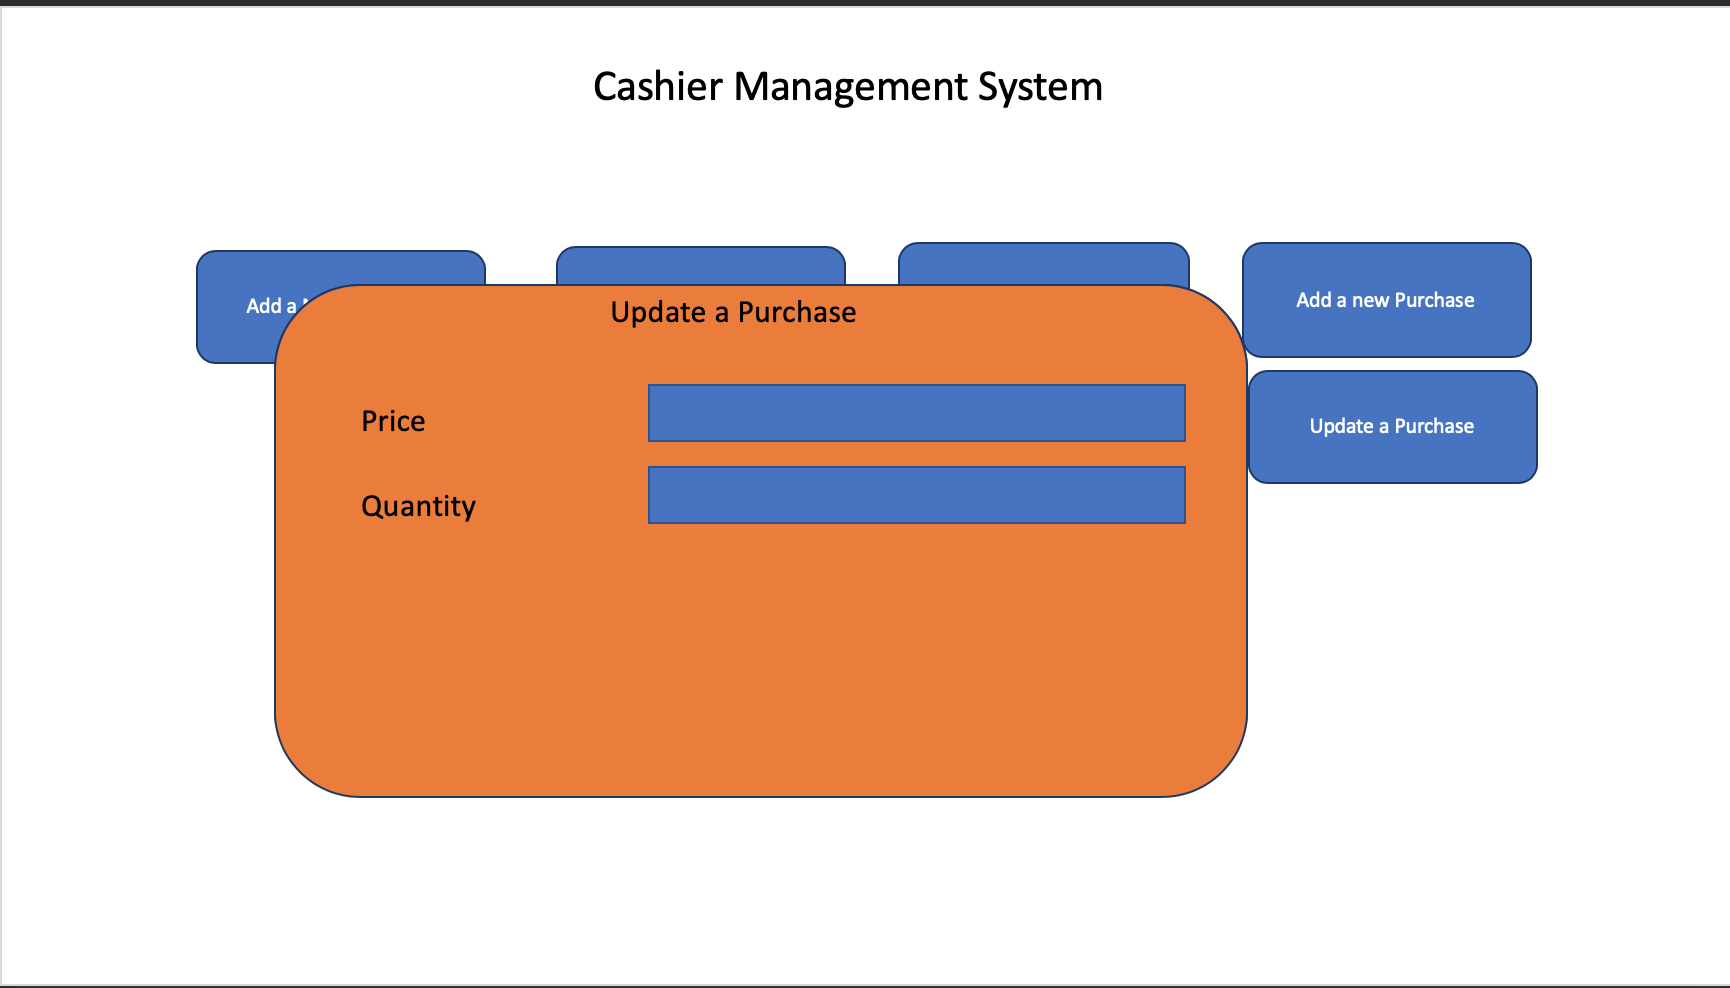 Cashier Management System
Add a
Add a new Purchase
Update a Purchase
Update a Purchase
Price
Quantity